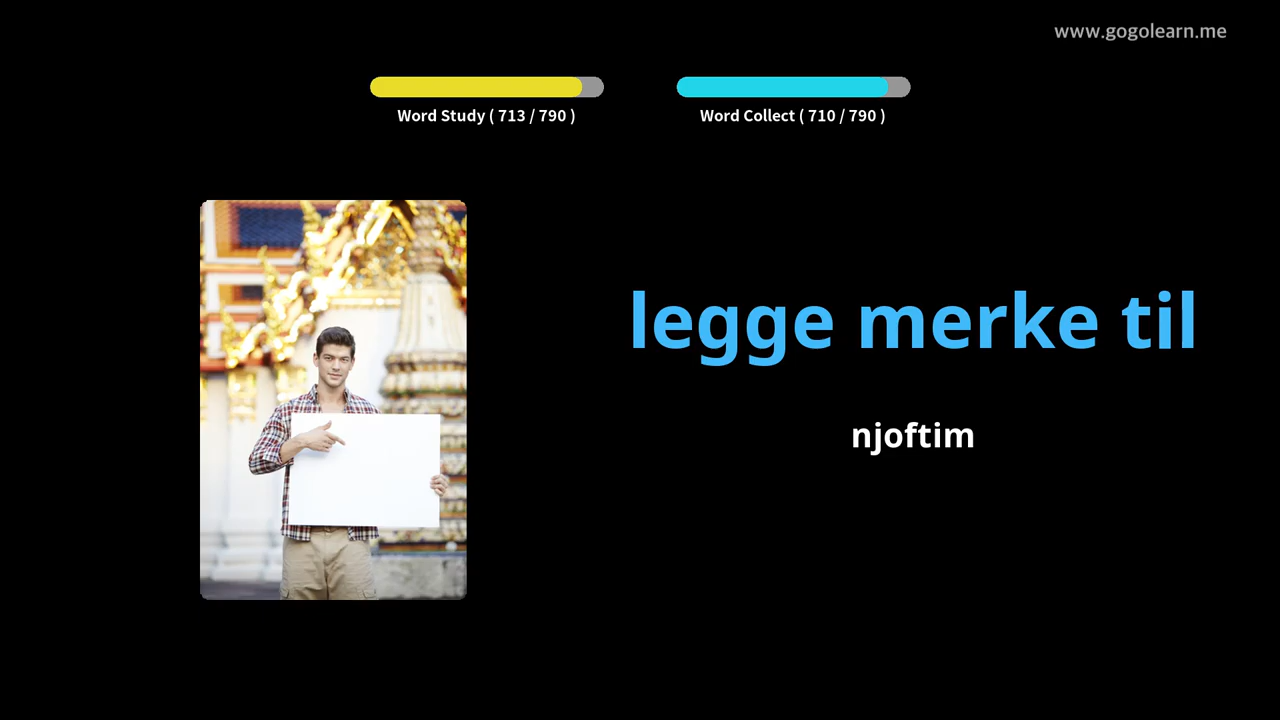 www.gogolearn.me
Word Study ( 713 / 790 )
Word Collect ( 710 / 790 )
legge merke til
njoftim